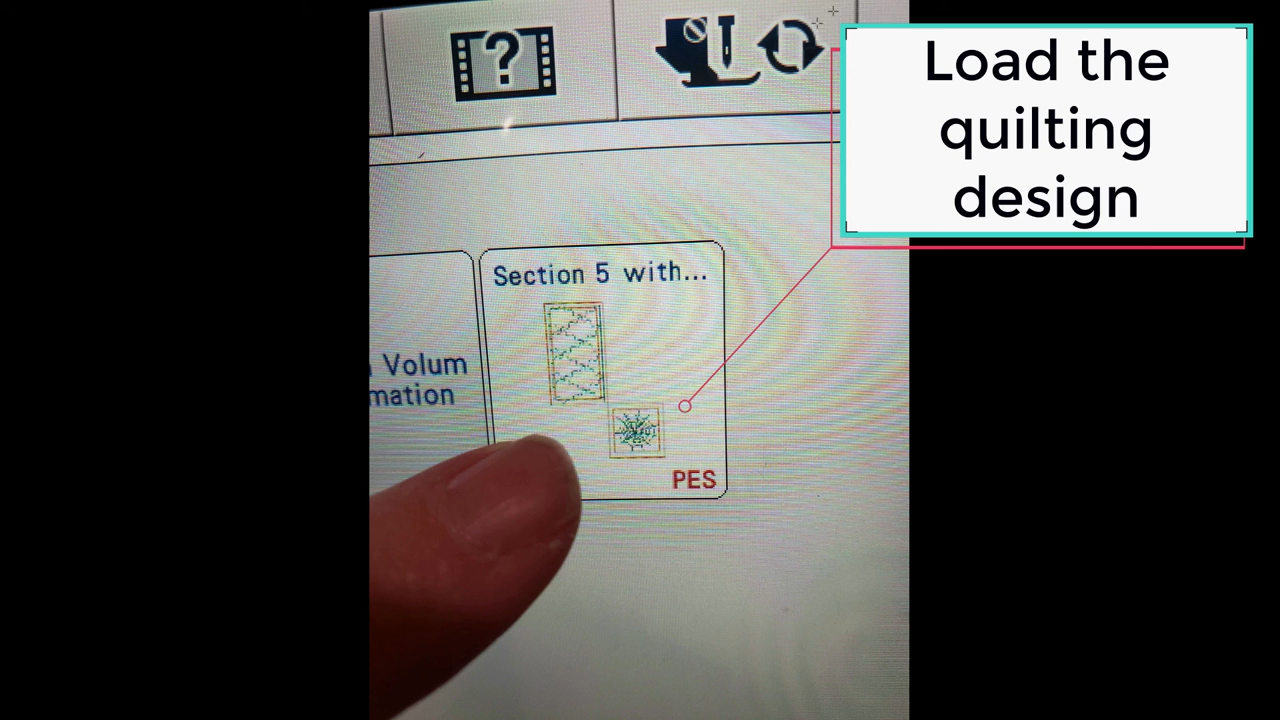 Load the
quilting
design
Section 5 with...
Volum
mation
PES